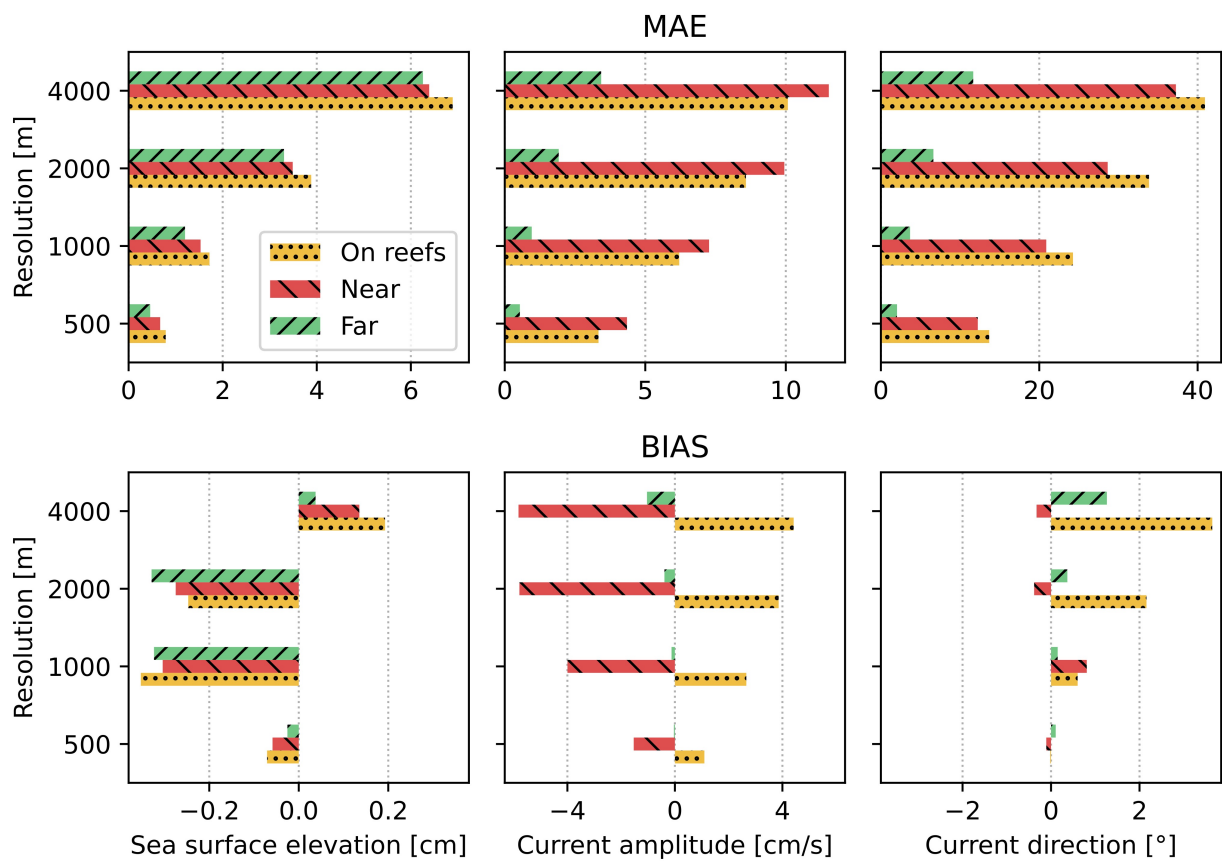 MAE
Resolution [m]
4000
2000
1000
500
On reefs
Near
Far
0 2 4 6
0 5 10
0 20 40
BIAS
Resolution [m]
4000
2000
1000
500
−0.2 0.0 0.2
−4 0 4
−2 0 2
Sea surface elevation [cm]
Current amplitude [cm/s]
Current direction [°]